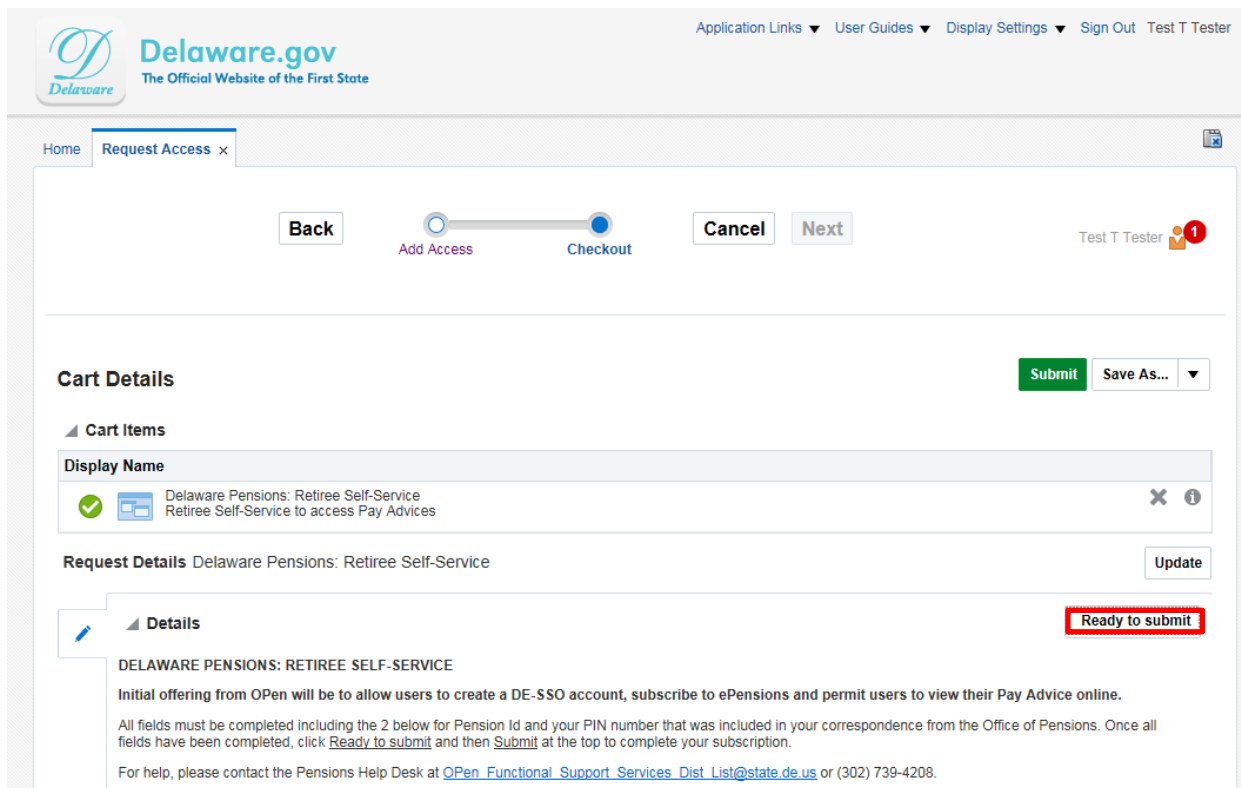 Application Links ▼ User Guides ▼ Display Settings ▼ Sign Out Test T Tester
Delaware
Delaware.gov
The Official Website of the First State
Home Request Access x
Back Add Access Checkout Cancel Next Test T Tester 1
Cart Details Submit Save As... ▼
Cart Items
Display Name
Delaware Pensions: Retiree Self-Service
Retiree Self-Service to access Pay Advices
Request Details Delaware Pensions: Retiree Self-Service Update
Details Ready to submit
DELAWARE PENSIONS: RETIREE SELF-SERVICE
Initial offering from OPen will be to allow users to create a DE-SSO account, subscribe to ePensions and permit users to view their Pay Advice online.
All fields must be completed including the 2 below for Pension Id and your PIN number that was included in your correspondence from the Office of Pensions. Once all
fields have been completed, click Ready to submit and then Submit at the top to complete your subscription.
For help, please contact the Pensions Help Desk at OPen_Functional_Support_Services_Dist_List@state.de.us or (302) 739-4208.